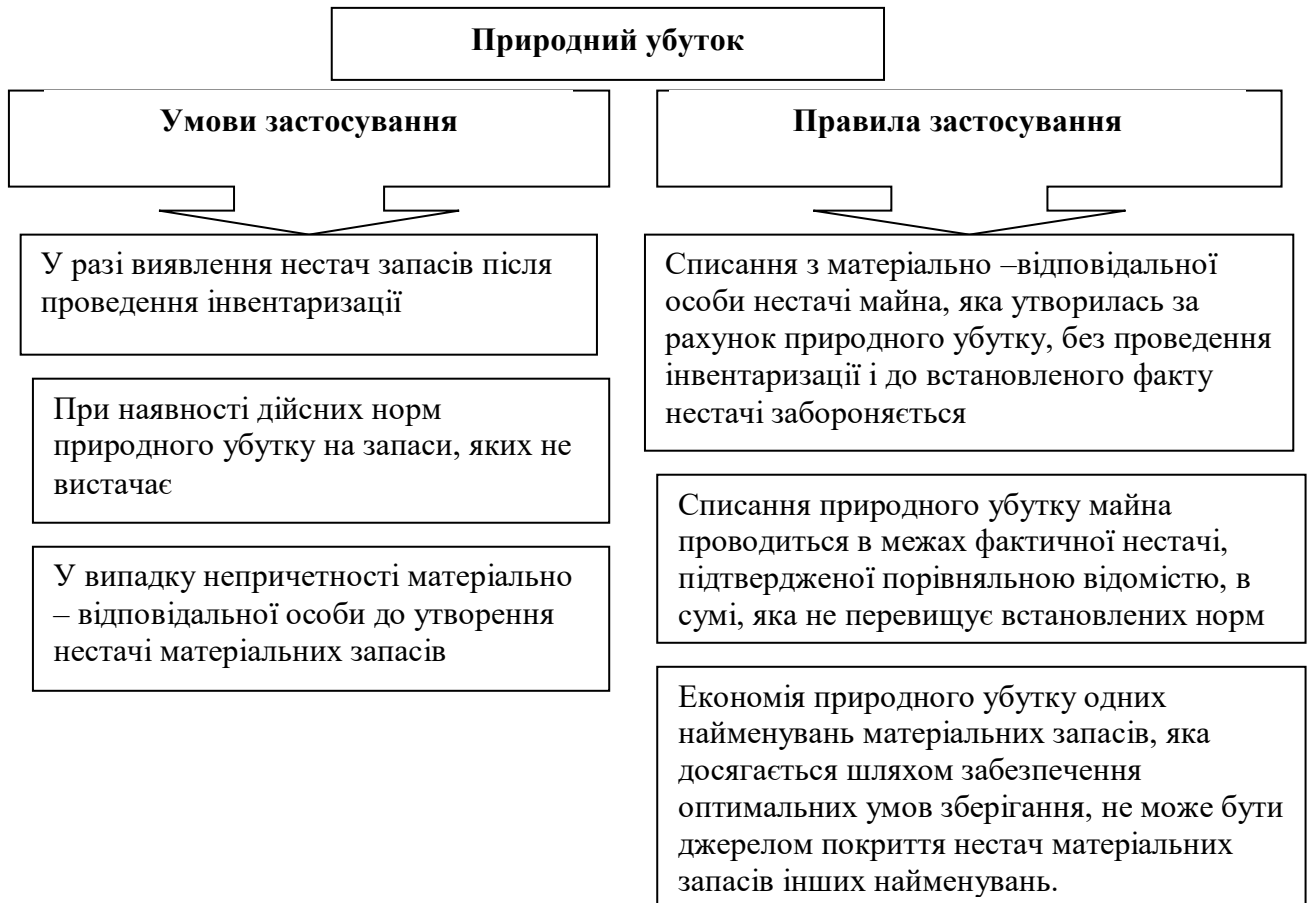 Природний убуток
Умови застосування
У разі виявлення нестач запасів після
проведення інвентаризації
При наявності дійсних норм
природного убутку на запаси, яких не
вистачає
У випадку непричетності матеріально
– відповідальної особи до утворення
нестачі матеріальних запасів
Правила застосування
Списання з матеріально –відповідальної
особи нестачі майна, яка утворилась за
рахунок природного убутку, без проведення
інвентаризації і до встановленого факту
нестачі забороняється
Списання природного убутку майна
проводиться в межах фактичної нестачі,
підтвердженої порівняльною відомістю, в
сумі, яка не перевищує встановлених норм
Економія природного убутку одних
найменувань матеріальних запасів, яка
досягається шляхом забезпечення
оптимальних умов зберігання, не може бути
джерелом покриття нестач матеріальних
запасів інших найменувань.